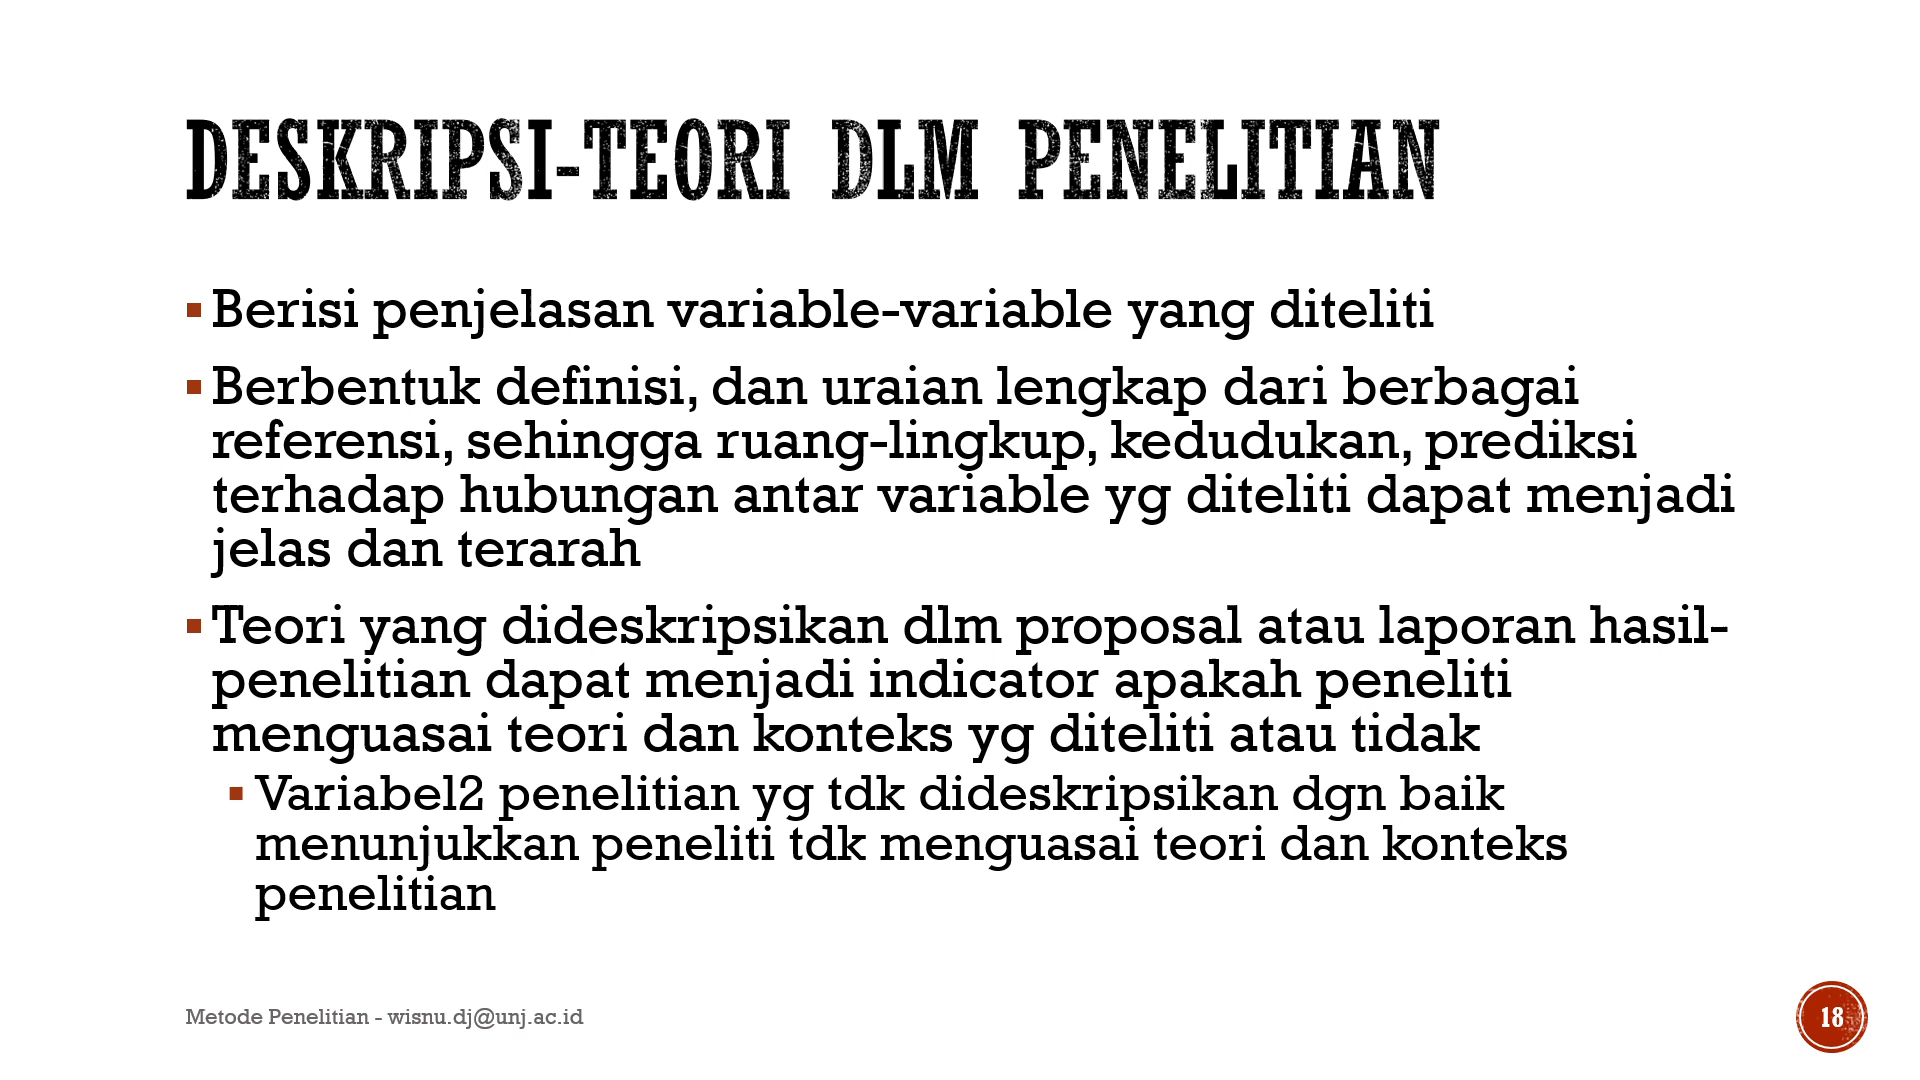 DESKRIPSI-TEORI DLM PENELITIAN
▪ Berisi penjelasan variable-variable yang diteliti
▪ Berbentuk definisi, dan uraian lengkap dari berbagai
referensi, sehingga ruang-lingkup, kedudukan, prediksi
terhadap hubungan antar variable yg diteliti dapat menjadi
jelas dan terarah
▪ Teori yang dideskripsikan dlm proposal atau laporan hasil-
penelitian dapat menjadi indicator apakah peneliti
menguasai teori dan konteks yg diteliti atau tidak
▪ Variabel2 penelitian yg tdk dideskripsikan dgn baik
menunjukkan peneliti tdk menguasai teori dan konteks
penelitian
Metode Penelitian - wisnu.dj@unj.ac.id
18